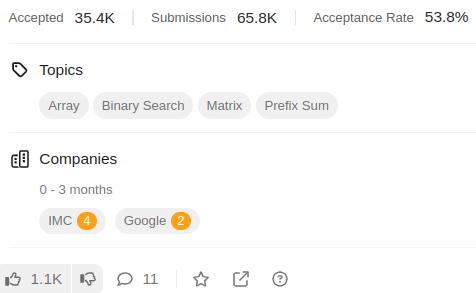 Accepted 35.4K Submissions 65.8K Acceptance Rate 53.8%
Topics
Array Binary Search Matrix Prefix Sum
Companies
0 - 3 months
IMC 4 Google 2
1.1K 11